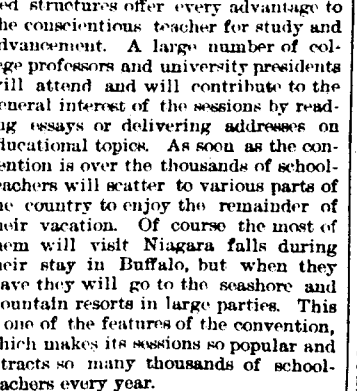 ed structures offer every advantage to
he conscientious teacher for study and
dvancement. A large number of col-
ege professors and university presidents
vill attend and will contribute to the
eneral interest of the sessions by read-
ng essays or delivering addresses on
ducational topics. As soon as the con-
ention is over the thousands of school-
eachers will scatter to various parts of
he country to enjoy the remainder of
heir vacation. Of course the most of
hem will visit Niagara falls during
heir stay in Buffalo, but when they
eave they will go to the seashore and
ountain resorts in large parties. This
one of the features of the convention,
hich makes its sessions so popular and
tracts so many thousands of school-
achers every year.